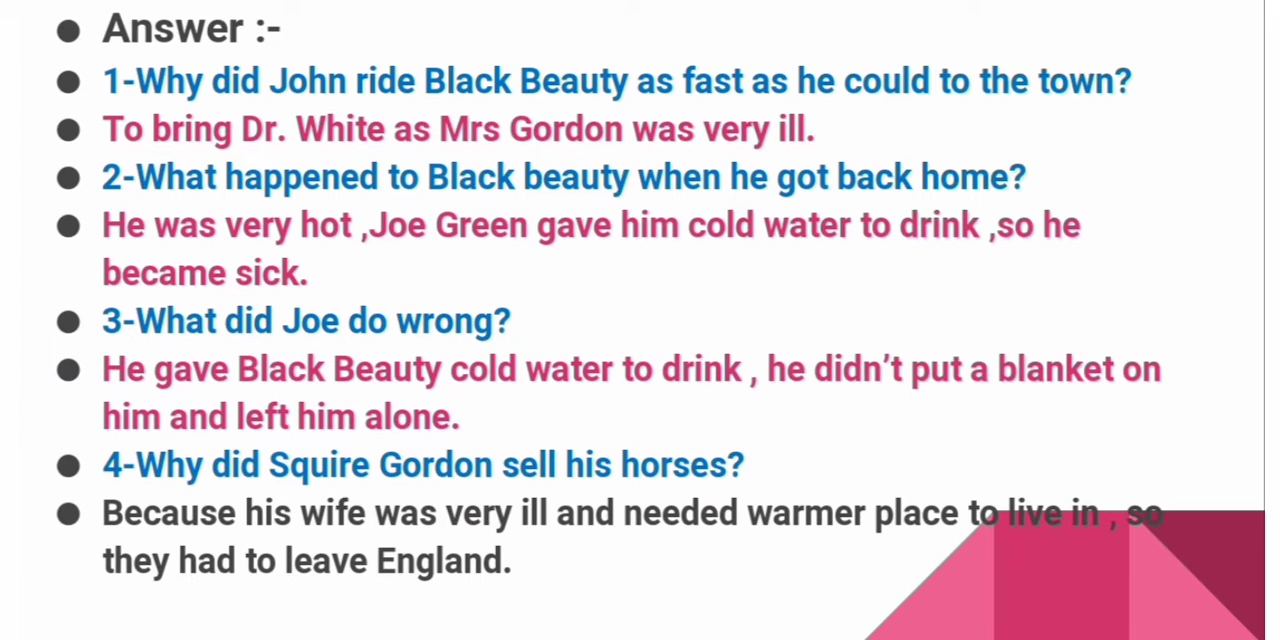 ● Answer :-
● 1-Why did John ride Black Beauty as fast as he could to the town?
● To bring Dr. White as Mrs Gordon was very ill.
● 2-What happened to Black beauty when he got back home?
● He was very hot ,Joe Green gave him cold water to drink ,so he
became sick.
● 3-What did Joe do wrong?
● He gave Black Beauty cold water to drink , he didn’t put a blanket on
him and left him alone.
● 4-Why did Squire Gordon sell his horses?
● Because his wife was very ill and needed warmer place to live in , so
they had to leave England.